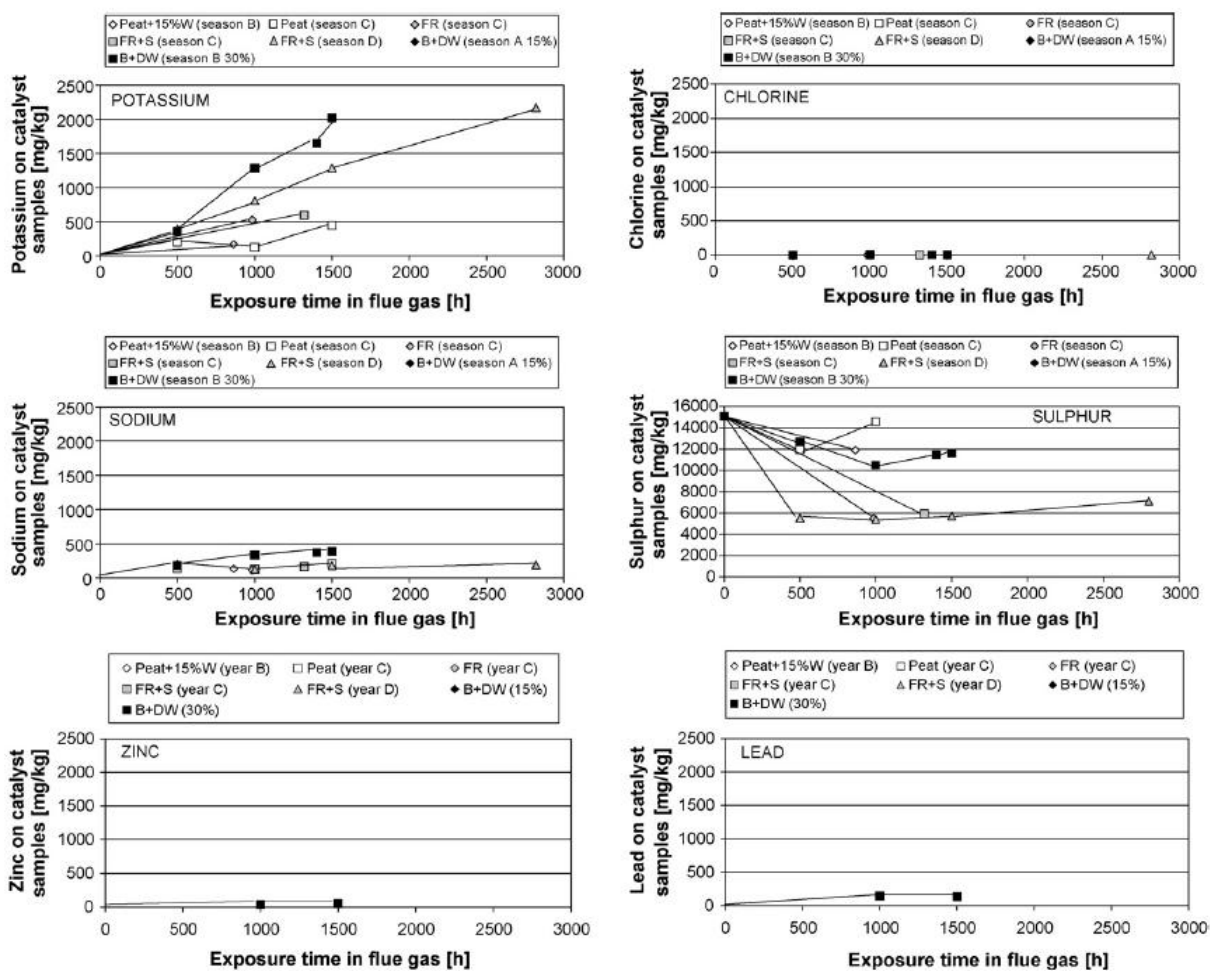 ◇ Peat+15%W (season B) □ Peat (season C) ◇ FR (season C)
□ FR+S (season C) △ FR+S (season D) ◆ B+DW (season A 15%)
■ B+DW (season B 30%)
POTASSIUM
Potassium on catalyst
samples [mg/kg]
2500
2000
1500
1000
500
0
0 500 1000 1500 2000 2500 3000
Exposure time in flue gas [h]
◇ Peat+15%W (season B) □ Peat (season C) ◇ FR (season C)
□ FR+S (season C) △ FR+S (season D) ◆ B+DW (season A 15%)
■ B+DW (season B 30%)
CHLORINE
Chlorine on catalyst
samples [mg/kg]
2500
2000
1500
1000
500
0
0 500 1000 1500 2000 2500 3000
Exposure time in flue gas [h]
◇ Peat+15%W (season B) □ Peat (season C) ◇ FR (season C)
□ FR+S (season C) △ FR+S (season D) ◆ B+DW (season A 15%)
■ B+DW (season B 30%)
SODIUM
Sodium on catalyst
samples [mg/kg]
2500
2000
1500
1000
500
0
0 500 1000 1500 2000 2500 3000
Exposure time in flue gas [h]
◇ Peat+15%W (season B) □ Peat (season C) ◇ FR (season C)
□ FR+S (season C) △ FR+S (season D) ◆ B+DW (season A 15%)
■ B+DW (season B 30%)
SULPHUR
Sulphur on catalyst
samples [mg/kg]
16000
14000
12000
10000
8000
6000
4000
2000
0
0 500 1000 1500 2000 2500 3000
Exposure time in flue gas [h]
◇ Peat+15%W (year B) □ Peat (year C) ◇ FR (year C)
□ FR+S (year C) △ FR+S (year D) ◆ B+DW (15%)
■ B+DW (30%)
ZINC
Zinc on catalyst
samples [mg/kg]
2500
2000
1500
1000
500
0
0 500 1000 1500 2000 2500 3000
Exposure time in flue gas [h]
◇ Peat+15%W (year B) □ Peat (year C) ◇ FR (year C)
□ FR+S (year C) △ FR+S (year D) ◆ B+DW (15%)
■ B+DW (30%)
LEAD
Lead on catalyst
samples [mg/kg]
2500
2000
1500
1000
500
0
0 500 1000 1500 2000 2500 3000
Exposure time in flue gas [h]